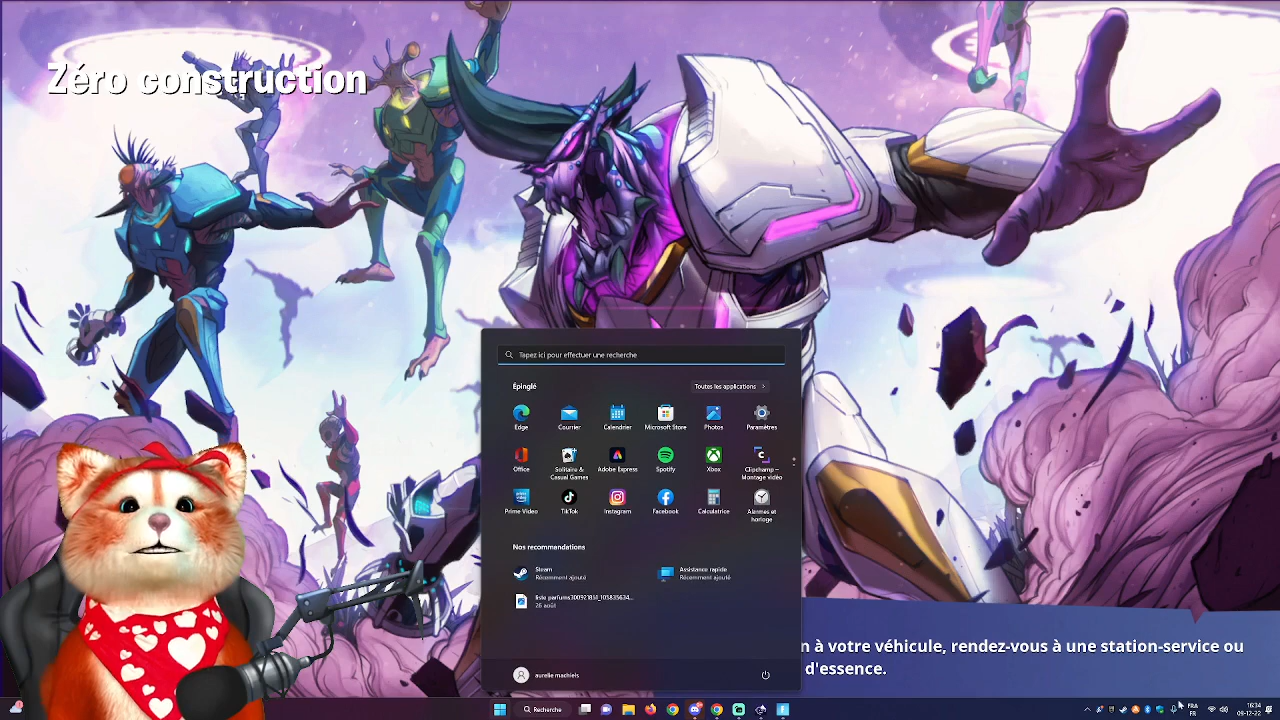 Zéro construction
Tapez ici pour effectuer une recherche
Épinglé
Toutes les applications
Edge
Courrier
Calendrier
Microsoft Store
Photos
Paramètres
Office
Solitaire &
Casual Games
Adobe Express
Spotify
Xbox
Clipchamp –
Montage vidéo
Prime Video
TikTok
Instagram
Facebook
Calculatrice
Alarmes et
horloge
Nos recommandations
Steam
Récemment ajouté
Assistance rapide
Récemment ajouté
26 août
n à votre véhicule, rendez-vous à une station-service ou
d'essence.
aurelie machiels
Recherche
FRA
FR
16:34